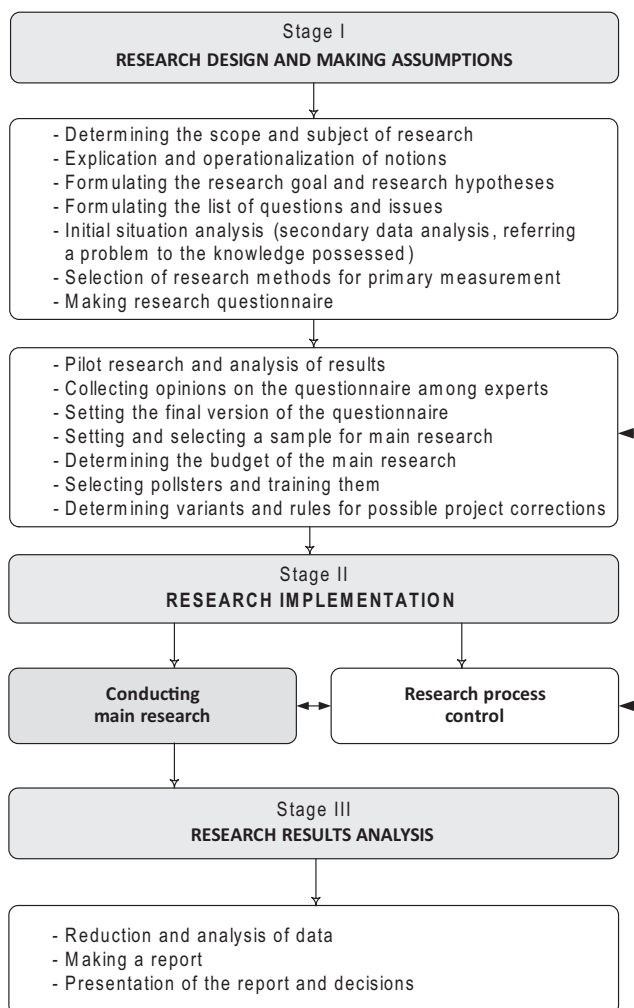 Stage I
RESEARCH DESIGN AND MAKING ASSUMPTIONS
- Determining the scope and subject of research
- Explication and operationalization of notions
- Formulating the research goal and research hypotheses
- Formulating the list of questions and issues
- Initial situation analysis (secondary data analysis, referring
a problem to the knowledge possessed)
- Selection of research methods for primary measurement
- Making research questionnaire
- Pilot research and analysis of results
- Collecting opinions on the questionnaire among experts
- Setting the final version of the questionnaire
- Setting and selecting a sample for main research
- Determining the budget of the main research
- Selecting pollsters and training them
- Determining variants and rules for possible project corrections
Stage II
RESEARCH IMPLEMENTATION
Conducting
main research
Research process
control
Stage III
RESEARCH RESULTS ANALYSIS
- Reduction and analysis of data
- Making a report
- Presentation of the report and decisions